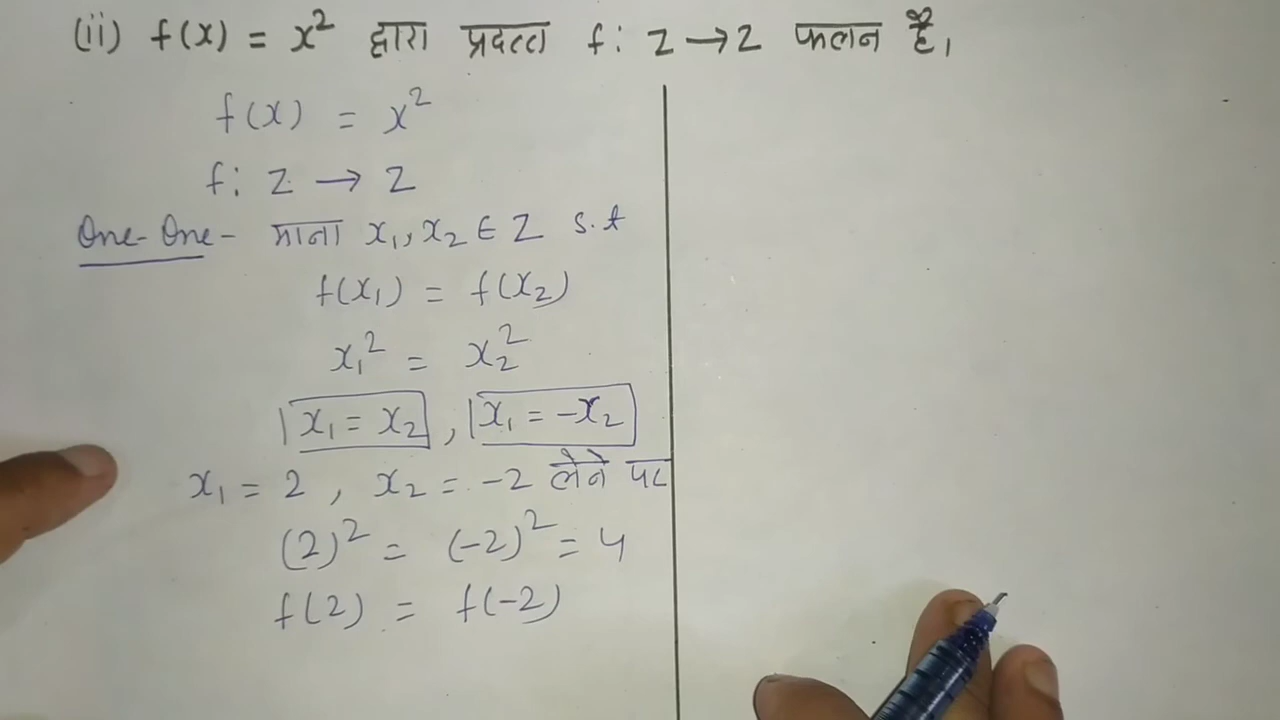 (ii) f(x) = x² द्वारा प्रदत्त f: Z → Z फलन है।
f(x) = x²
f: Z → Z
One-One- माना x₁, x₂ ∈ Z s.t
f(x₁) = f(x₂)
x₁² = x₂²
x₁ = x₂ , x₁ = -x₂
x₁ = 2 , x₂ = -2 लेने पर
(2)² = (-2)² = 4
f(2) = f(-2)